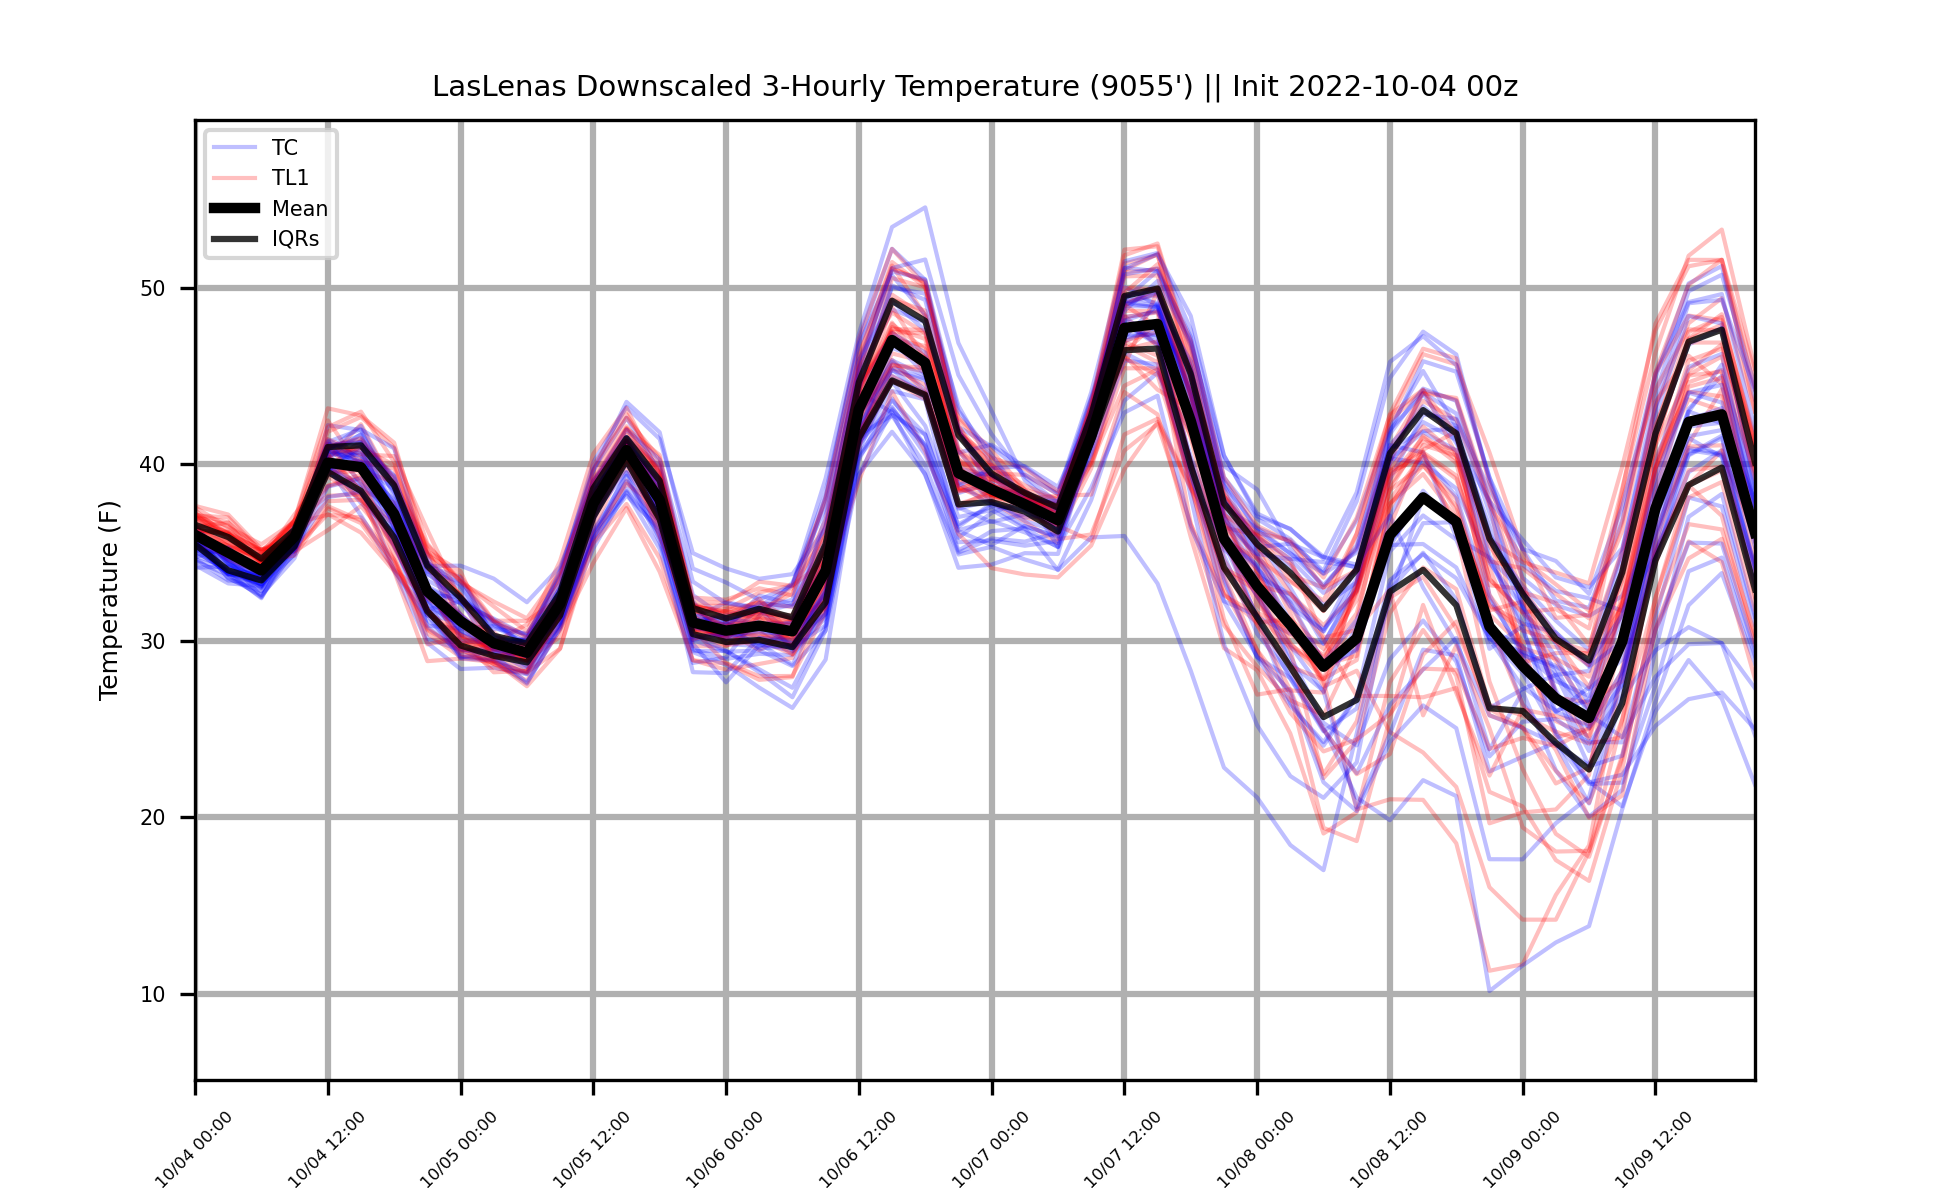 LasLenas Downscaled 3-Hourly Temperature (9055') || Init 2022-10-04 00z
TC
TL1
Mean
IQRs
Temperature (F)
50
40
30
20
10
10/04 00:00
10/04 12:00
10/05 00:00
10/05 12:00
10/06 00:00
10/06 12:00
10/07 00:00
10/07 12:00
10/08 00:00
10/08 12:00
10/09 00:00
10/09 12:00